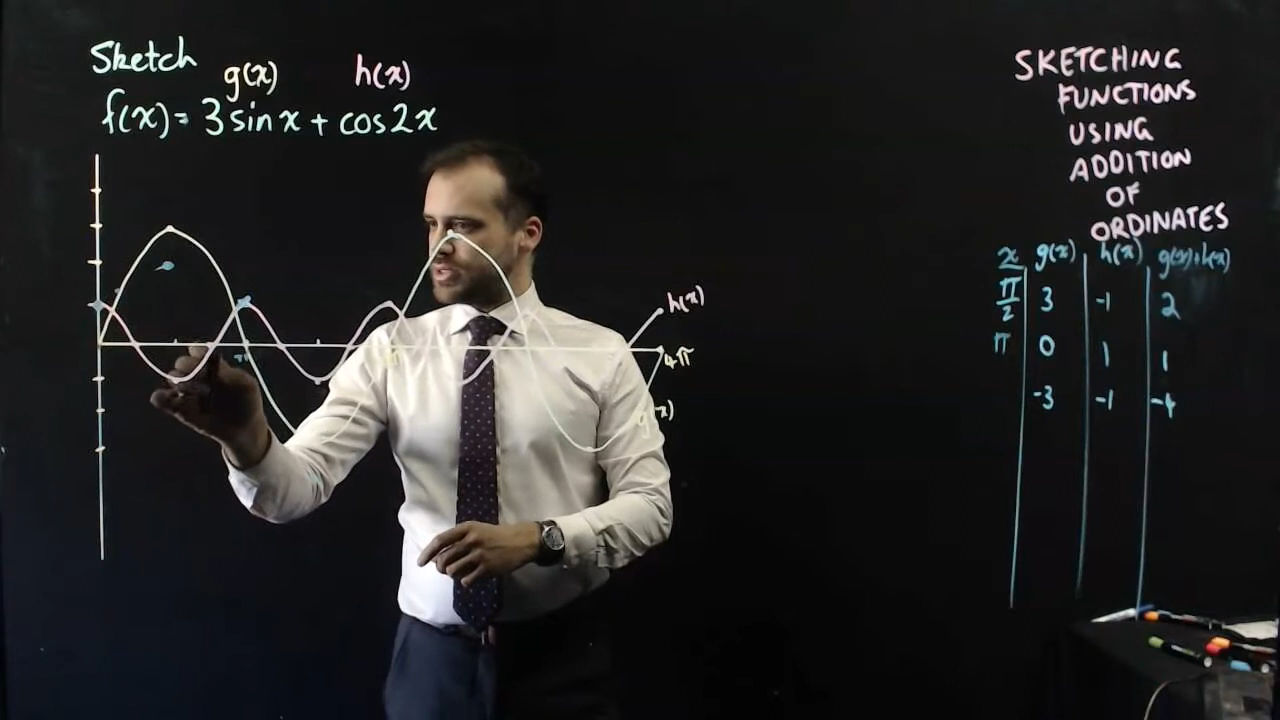 Sketch
g(x) h(x)
f(x)= 3 sin x + cos 2x
SKETCHING
FUNCTIONS
USING
ADDITION
OF
ORDINATES
x g(x) h(x) g(x)+h(x)
π/2 3 -1 2
π 0 1 1
-3 -1 -4
h(x)
4π
g(x)